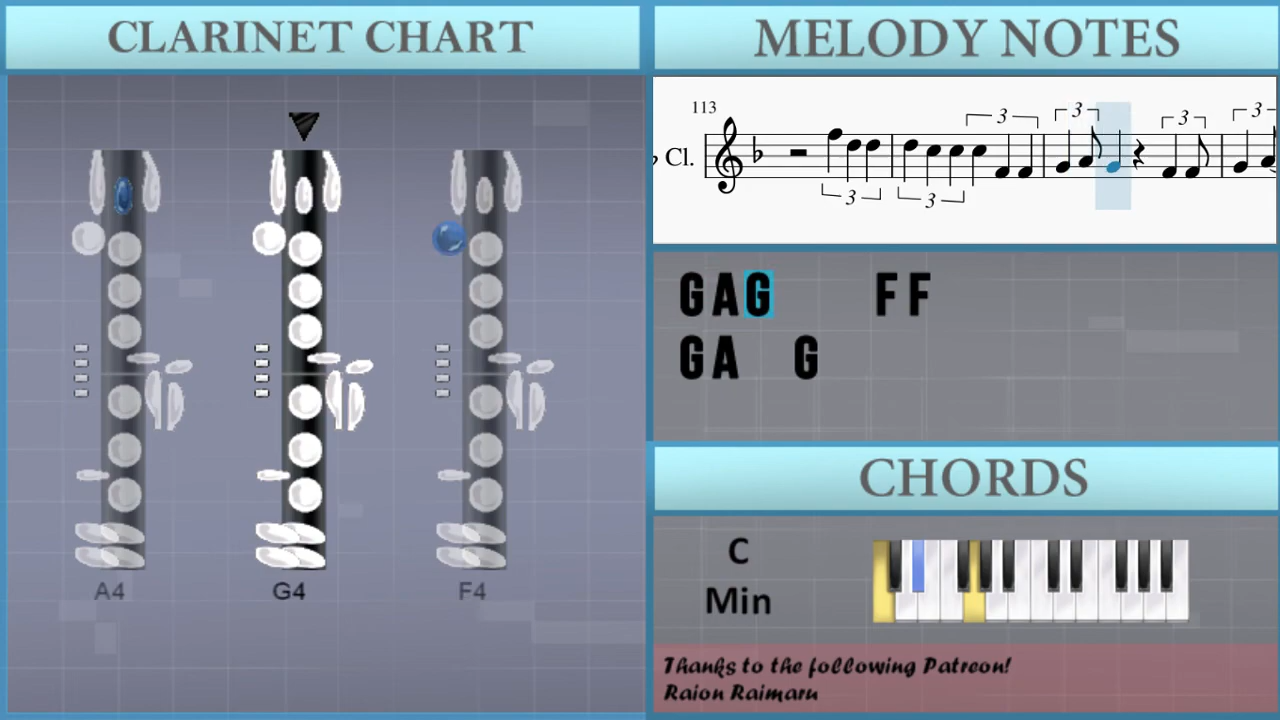 CLARINET CHART
A4 G4 F4
MELODY NOTES
113
Cl.
3 3 3 3 3 3
GAG FF
GA G
CHORDS
C
Min
Thanks to the following Patreon!
Raion Raimaru